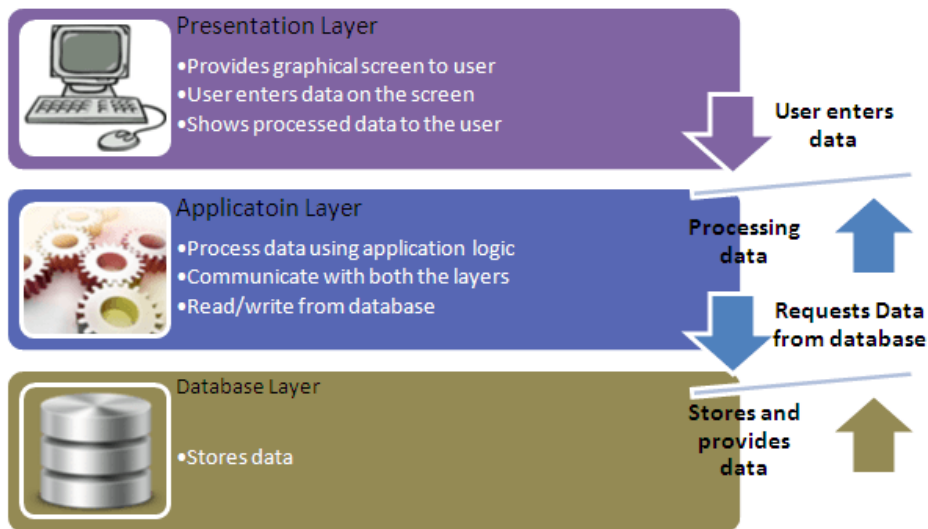 Presentation Layer
•Provides graphical screen to user
•User enters data on the screen
•Shows processed data to the user
User enters
data
Applicatoin Layer
•Process data using application logic
•Communicate with both the layers
•Read/write from database
Processing
data
Requests Data
from database
Database Layer
•Stores data
Stores and
provides
data